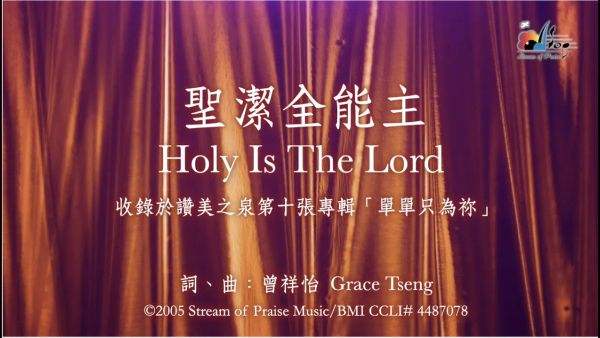 Stream of Praise
聖潔全能主
Holy Is The Lord
收錄於讚美之泉第十張專輯「單單只為祢」
詞、曲：曾祥怡 Grace Tseng
©2005 Stream of Praise Music/BMI CCLI# 4487078